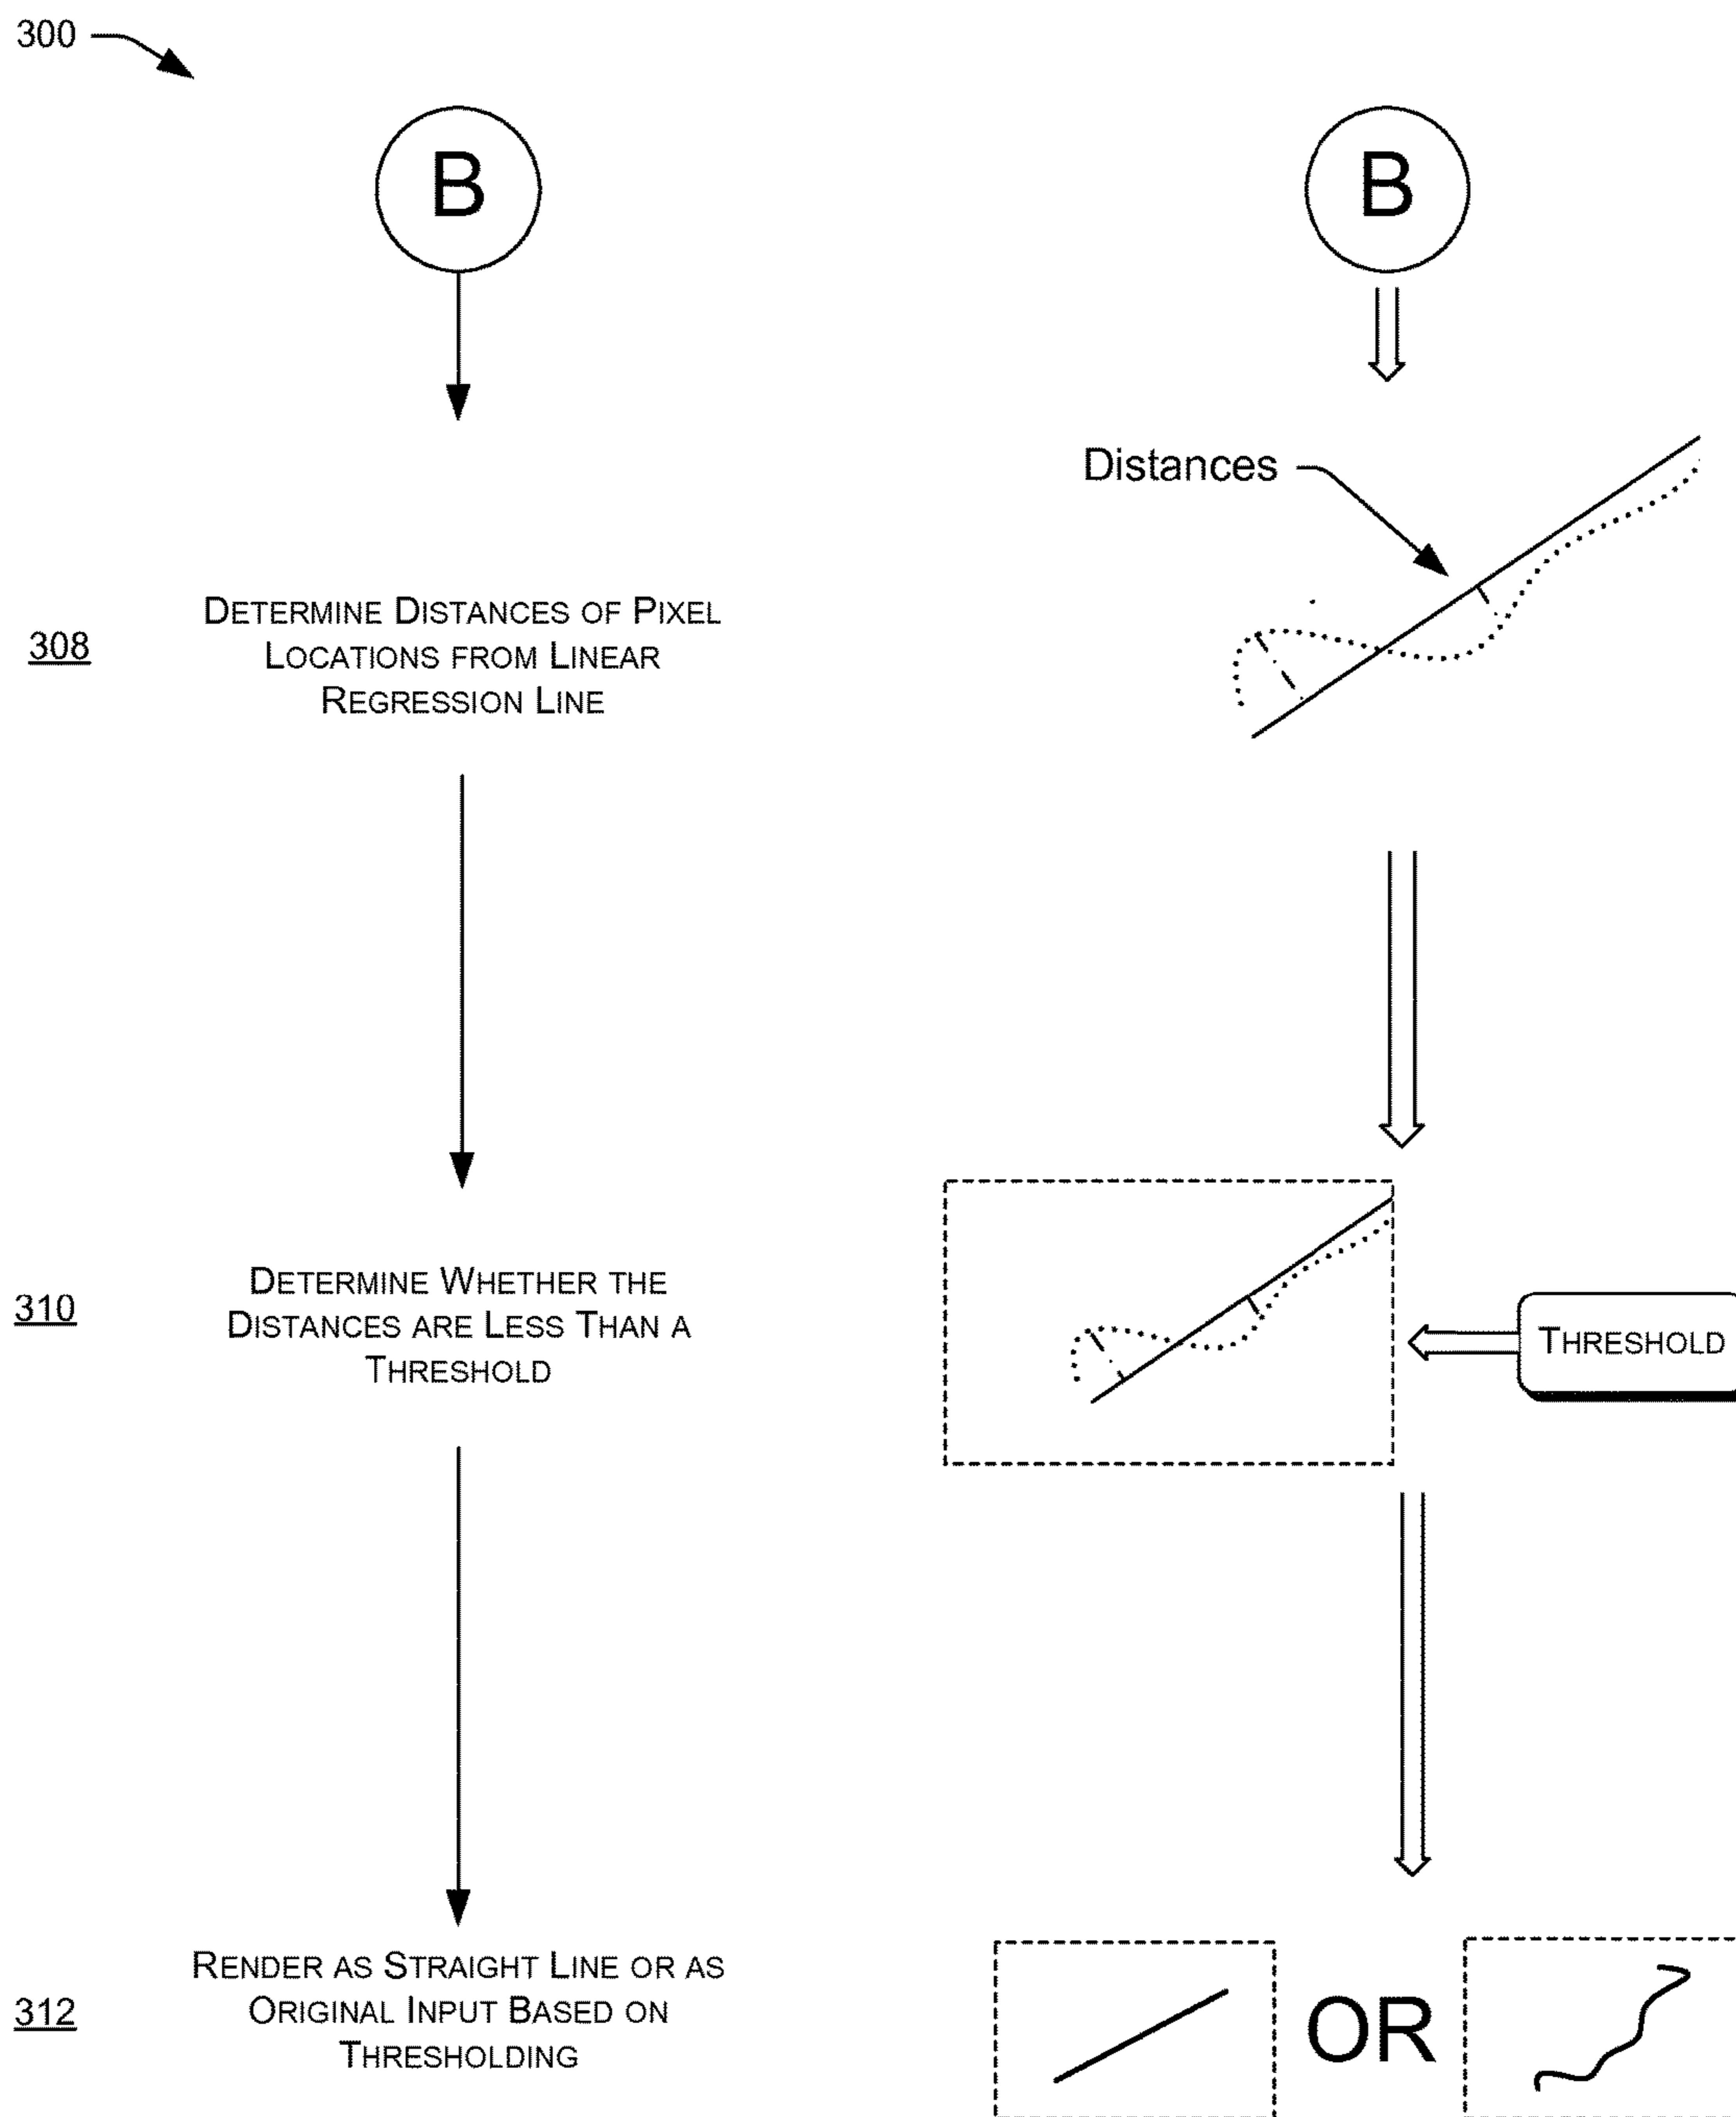 300
B
B
Distances
308
DETERMINE DISTANCES OF PIXEL
LOCATIONS FROM LINEAR
REGRESSION LINE
310
DETERMINE WHETHER THE
DISTANCES ARE LESS THAN A
THRESHOLD
THRESHOLD
312
RENDER AS STRAIGHT LINE OR AS
ORIGINAL INPUT BASED ON
THRESHOLDING
OR